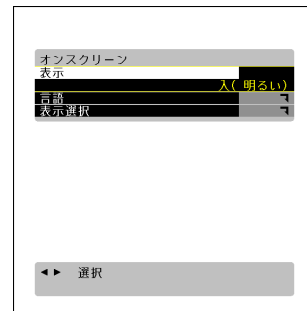 オンスクリーン
表示
入( 明るい)
言語
表示選択
◄► 選択